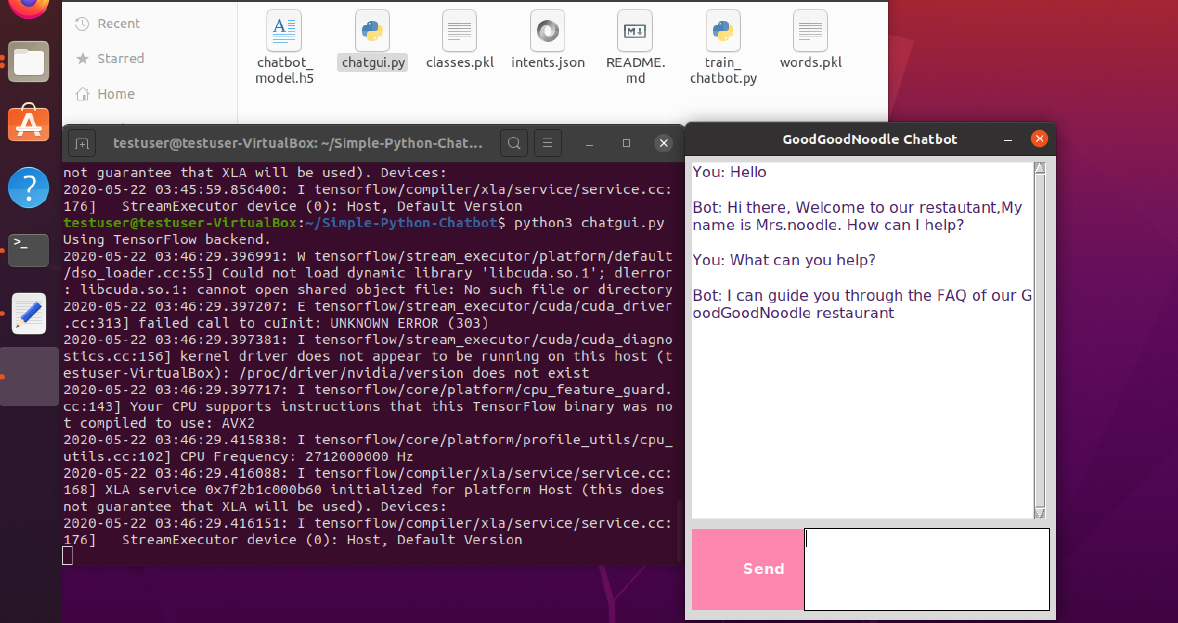 Recent
Starred
Home
chatbot_
model.h5
chatgui.py
classes.pkl
intents.json
README.
md
train_
chatbot.py
words.pkl
testuser@testuser-VirtualBox: ~/Simple-Python-Chat...
not guarantee that XLA will be used). Devices:
2020-05-22 03:45:59.856400: I tensorflow/compiler/xla/service/service.cc:
176]   StreamExecutor device (0): Host, Default Version
testuser@testuser-VirtualBox:~/Simple-Python-Chatbot$ python3 chatgui.py
Using TensorFlow backend.
2020-05-22 03:46:29.396991: W tensorflow/stream_executor/platform/default
/dso_loader.cc:55] Could not load dynamic library 'libcuda.so.1'; dlerror
: libcuda.so.1: cannot open shared object file: No such file or directory
2020-05-22 03:46:29.397207: E tensorflow/stream_executor/cuda/cuda_driver
.cc:313] failed call to cuInit: UNKNOWN ERROR (303)
2020-05-22 03:46:29.397381: I tensorflow/stream_executor/cuda/cuda_diagno
stics.cc:156] kernel driver does not appear to be running on this host (t
estuser-VirtualBox): /proc/driver/nvidia/version does not exist
2020-05-22 03:46:29.397717: I tensorflow/core/platform/cpu_feature_guard.
cc:143] Your CPU supports instructions that this TensorFlow binary was no
t compiled to use: AVX2
2020-05-22 03:46:29.415838: I tensorflow/core/platform/profile_utils/cpu_
utils.cc:102] CPU Frequency: 2712000000 Hz
2020-05-22 03:46:29.416088: I tensorflow/compiler/xla/service/service.cc:
168] XLA service 0x7f2b1c000b60 initialized for platform Host (this does
not guarantee that XLA will be used). Devices:
2020-05-22 03:46:29.416151: I tensorflow/compiler/xla/service/service.cc:
176]   StreamExecutor device (0): Host, Default Version
GoodGoodNoodle Chatbot
You: Hello
Bot: Hi there, Welcome to our restautant,My
name is Mrs.noodle. How can I help?
You: What can you help?
Bot: I can guide you through the FAQ of our G
oodGoodNoodle restaurant
Send